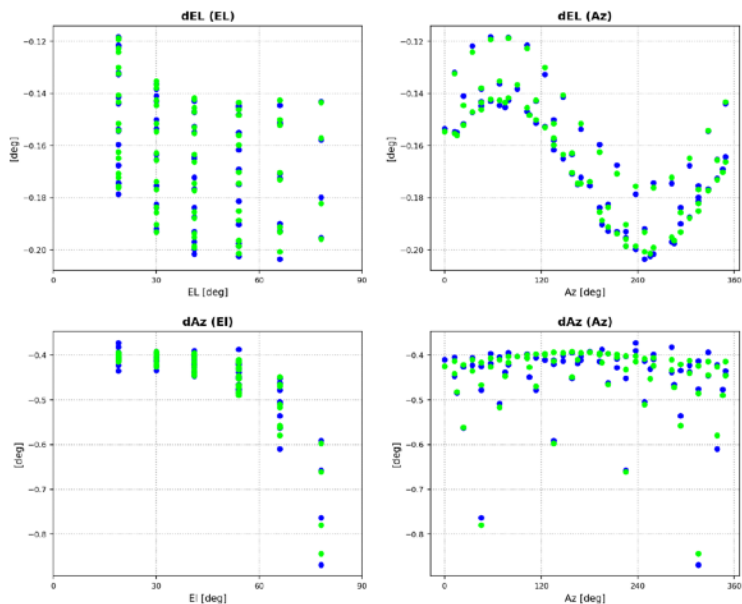 dEL (EL)
[deg]
−0.12
−0.14
−0.16
−0.18
−0.20
0 30 60 90
EL [deg]
dEL (Az)
[deg]
−0.12
−0.14
−0.16
−0.18
−0.20
0 120 240 360
Az [deg]
dAz (El)
[deg]
−0.4
−0.5
−0.6
−0.7
−0.8
0 30 60 90
El [deg]
dAz (Az)
[deg]
−0.4
−0.5
−0.6
−0.7
−0.8
0 120 240 360
Az [deg]